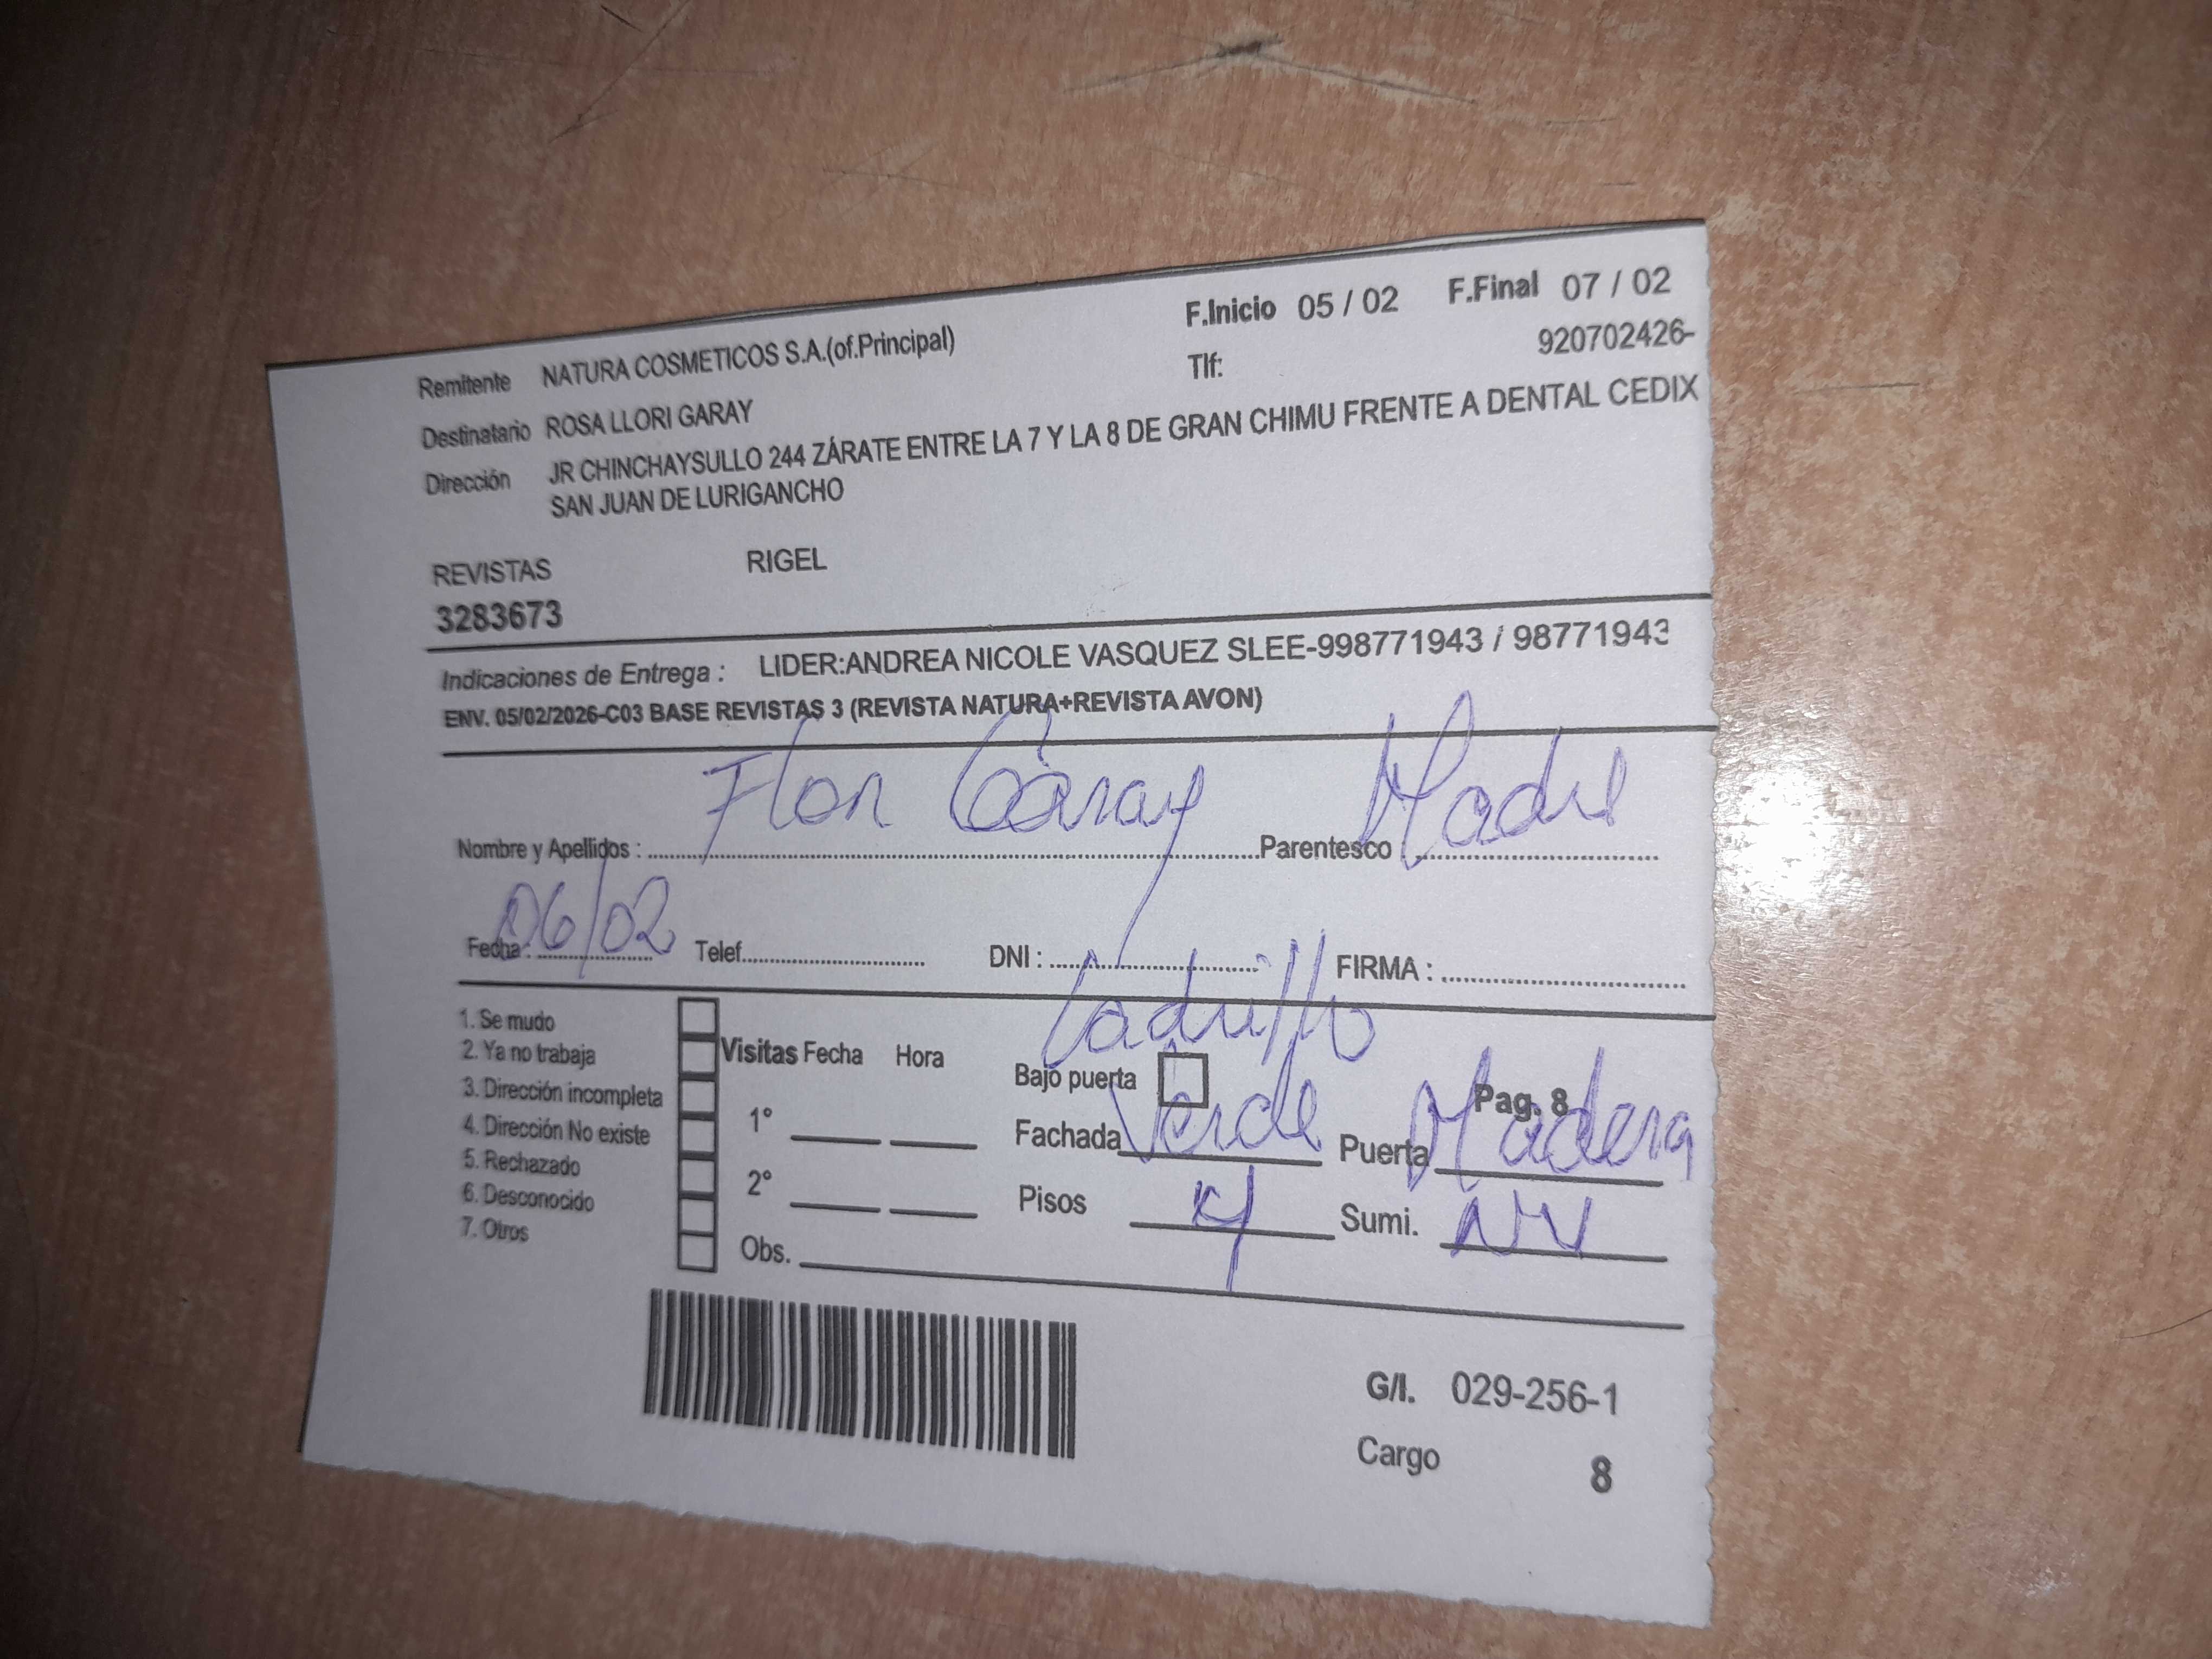 F.Inicio 05 / 02 F.Final 07 / 02
Remitente NATURA COSMETICOS S.A.(of.Principal) Tlf: 920702426-
Destinatario ROSA LLORI GARAY
Dirección JR CHINCHAYSULLO 244 ZÁRATE ENTRE LA 7 Y LA 8 DE GRAN CHIMU FRENTE A DENTAL CEDIX
SAN JUAN DE LURIGANCHO
REVISTAS RIGEL
3283673
Indicaciones de Entrega : LIDER:ANDREA NICOLE VASQUEZ SLEE-998771943 / 98771943
ENV. 05/02/2026-C03 BASE REVISTAS 3 (REVISTA NATURA+REVISTA AVON)
Nombre y Apellidos : Flor Garay Parentesco Madre
Fecha : 06/02 Telef. DNI : FIRMA :
1. Se mudo
2. Ya no trabaja
3. Dirección incompleta
4. Dirección No existe
5. Rechazado
6. Desconocido
7. Otros
Visitas Fecha Hora
1°
2°
Obs.
Ladrillo
Bajo puerta Pag. 8
Fachada Verde Puerta Madera
Pisos 4 Sumi. NV
G/I. 029-256-1
Cargo 8